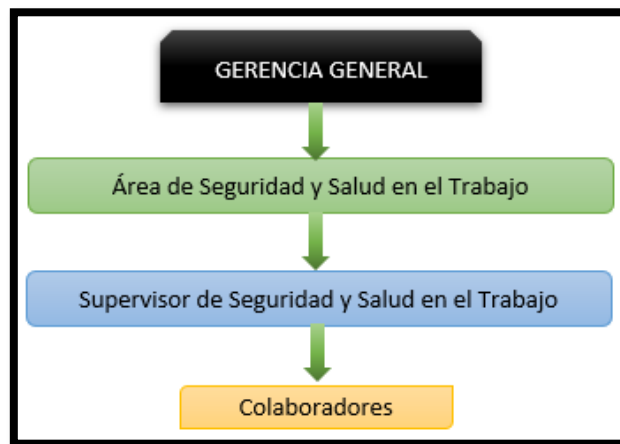 GERENCIA GENERAL
Área de Seguridad y Salud en el Trabajo
Supervisor de Seguridad y Salud en el Trabajo
Colaboradores